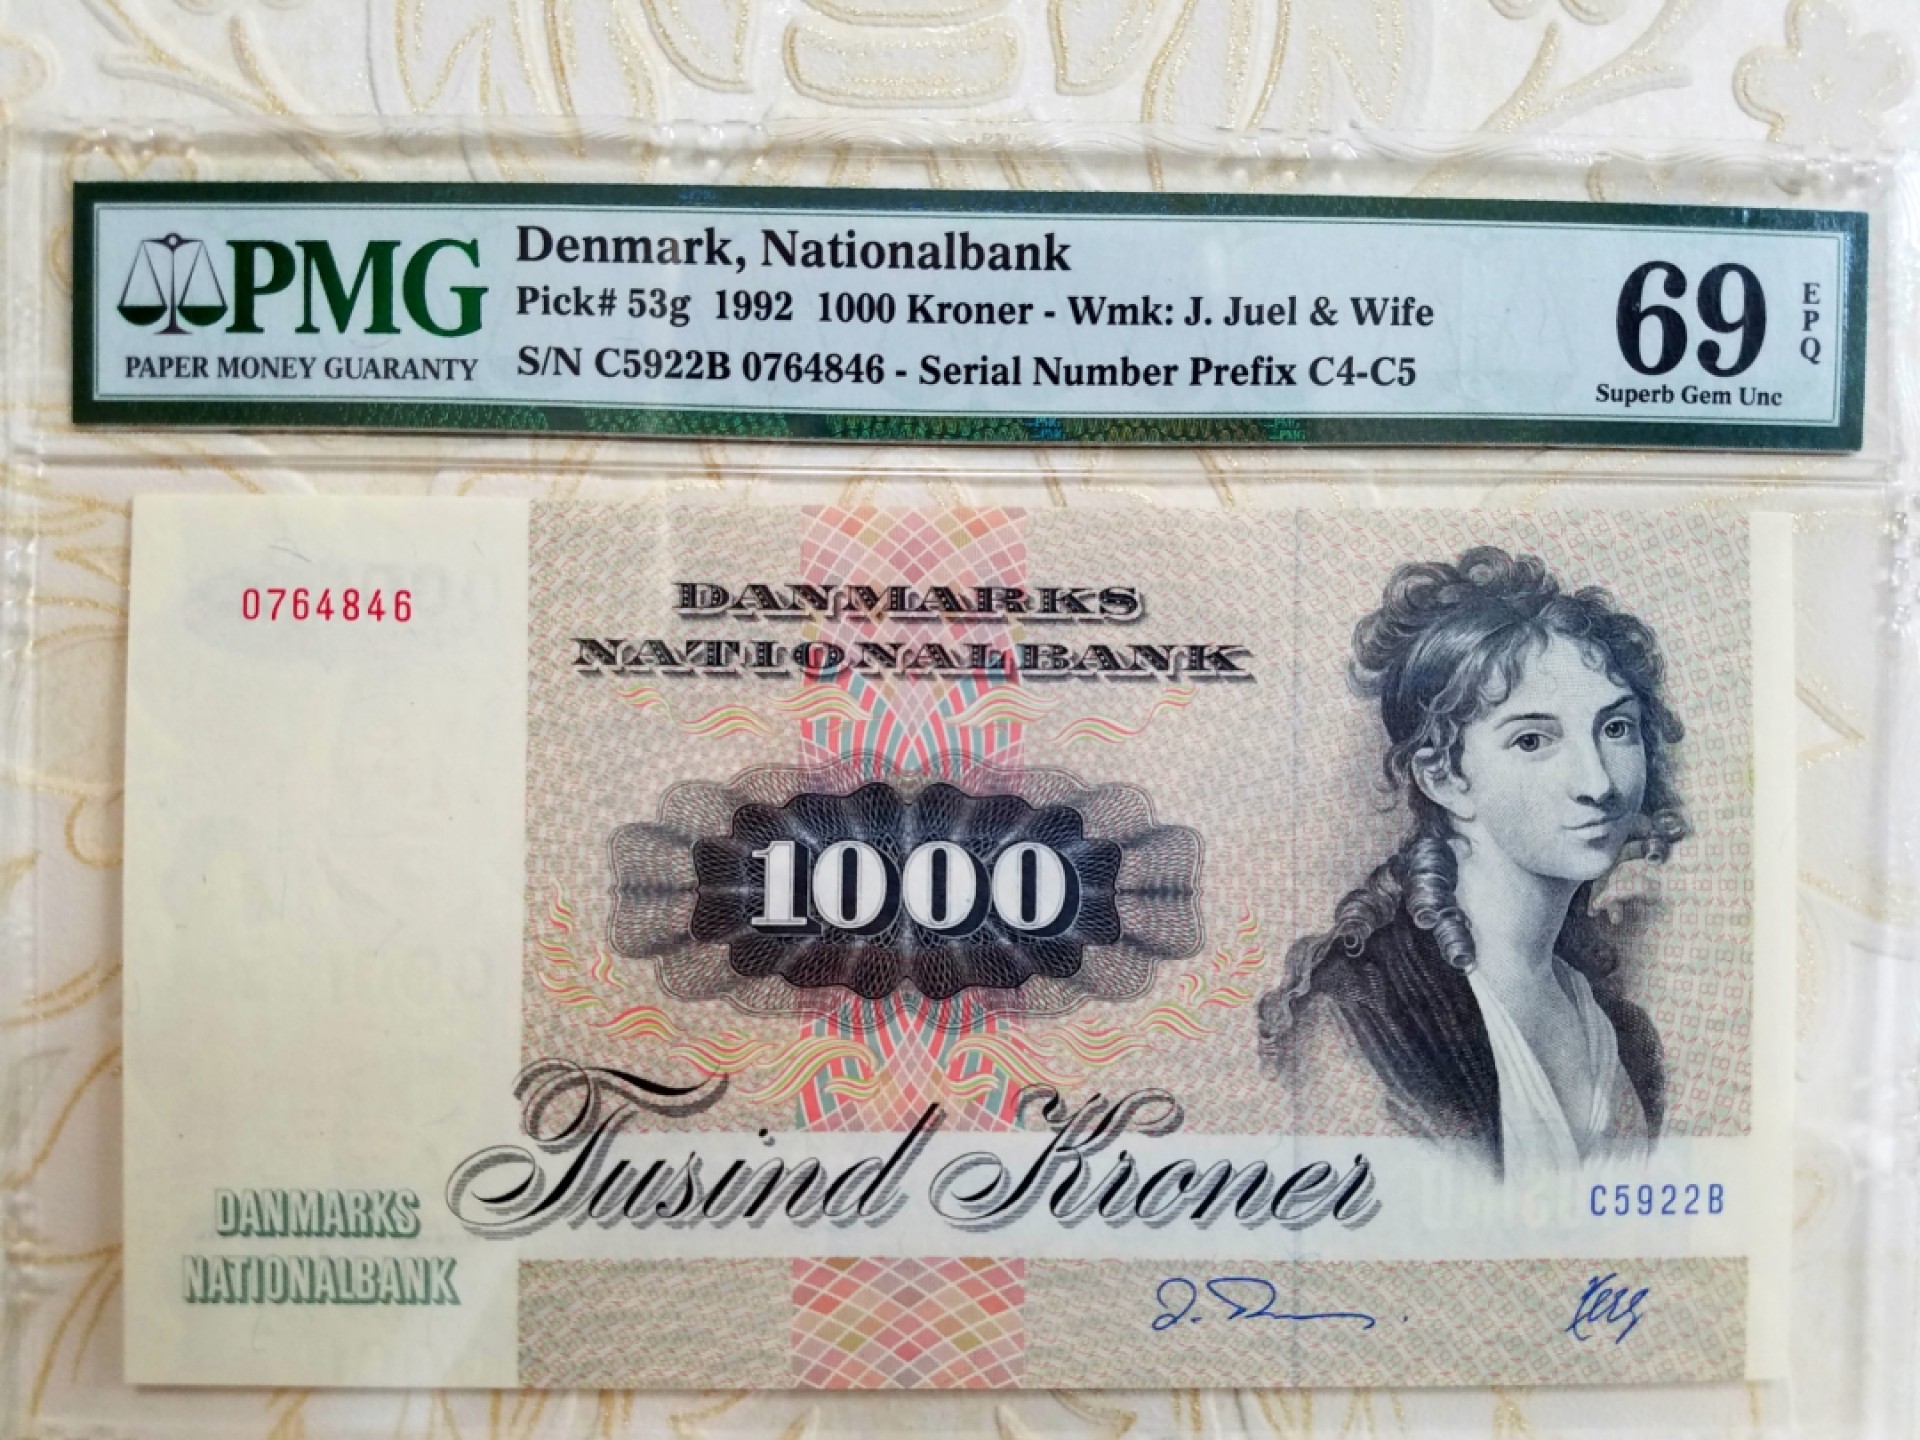 PMG
PAPER MONEY GUARANTY
Denmark, Nationalbank
Pick# 53g 1992 1000 Kroner - Wmk: J. Juel & Wife
S/N C5922B 0764846 - Serial Number Prefix C4-C5
69
EPQ
Superb Gem Unc
0764846
DANMARKS
NATIONALBANK
1000
Tusind Kroner
C5922B
DANMARKS
NATIONALBANK